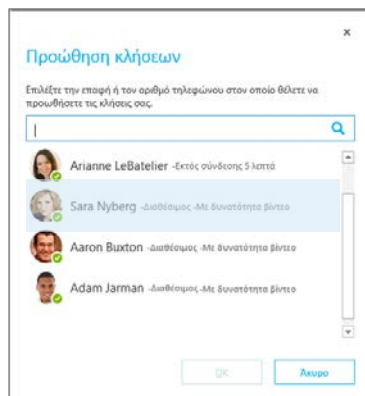 Προώθηση κλήσεων
Επιλέξτε την επαφή ή τον αριθμό τηλεφώνου στον οποίο θέλετε να
προωθήσετε τις κλήσεις σας.
Arianne LeBatelier -Εκτός σύνδεσης 5 λεπτά
Sara Nyberg -Διαθέσιμος -Με δυνατότητα βίντεο
Aaron Buxton -Διαθέσιμος -Με δυνατότητα βίντεο
Adam Jarman -Διαθέσιμος -Με δυνατότητα βίντεο
OK Άκυρο